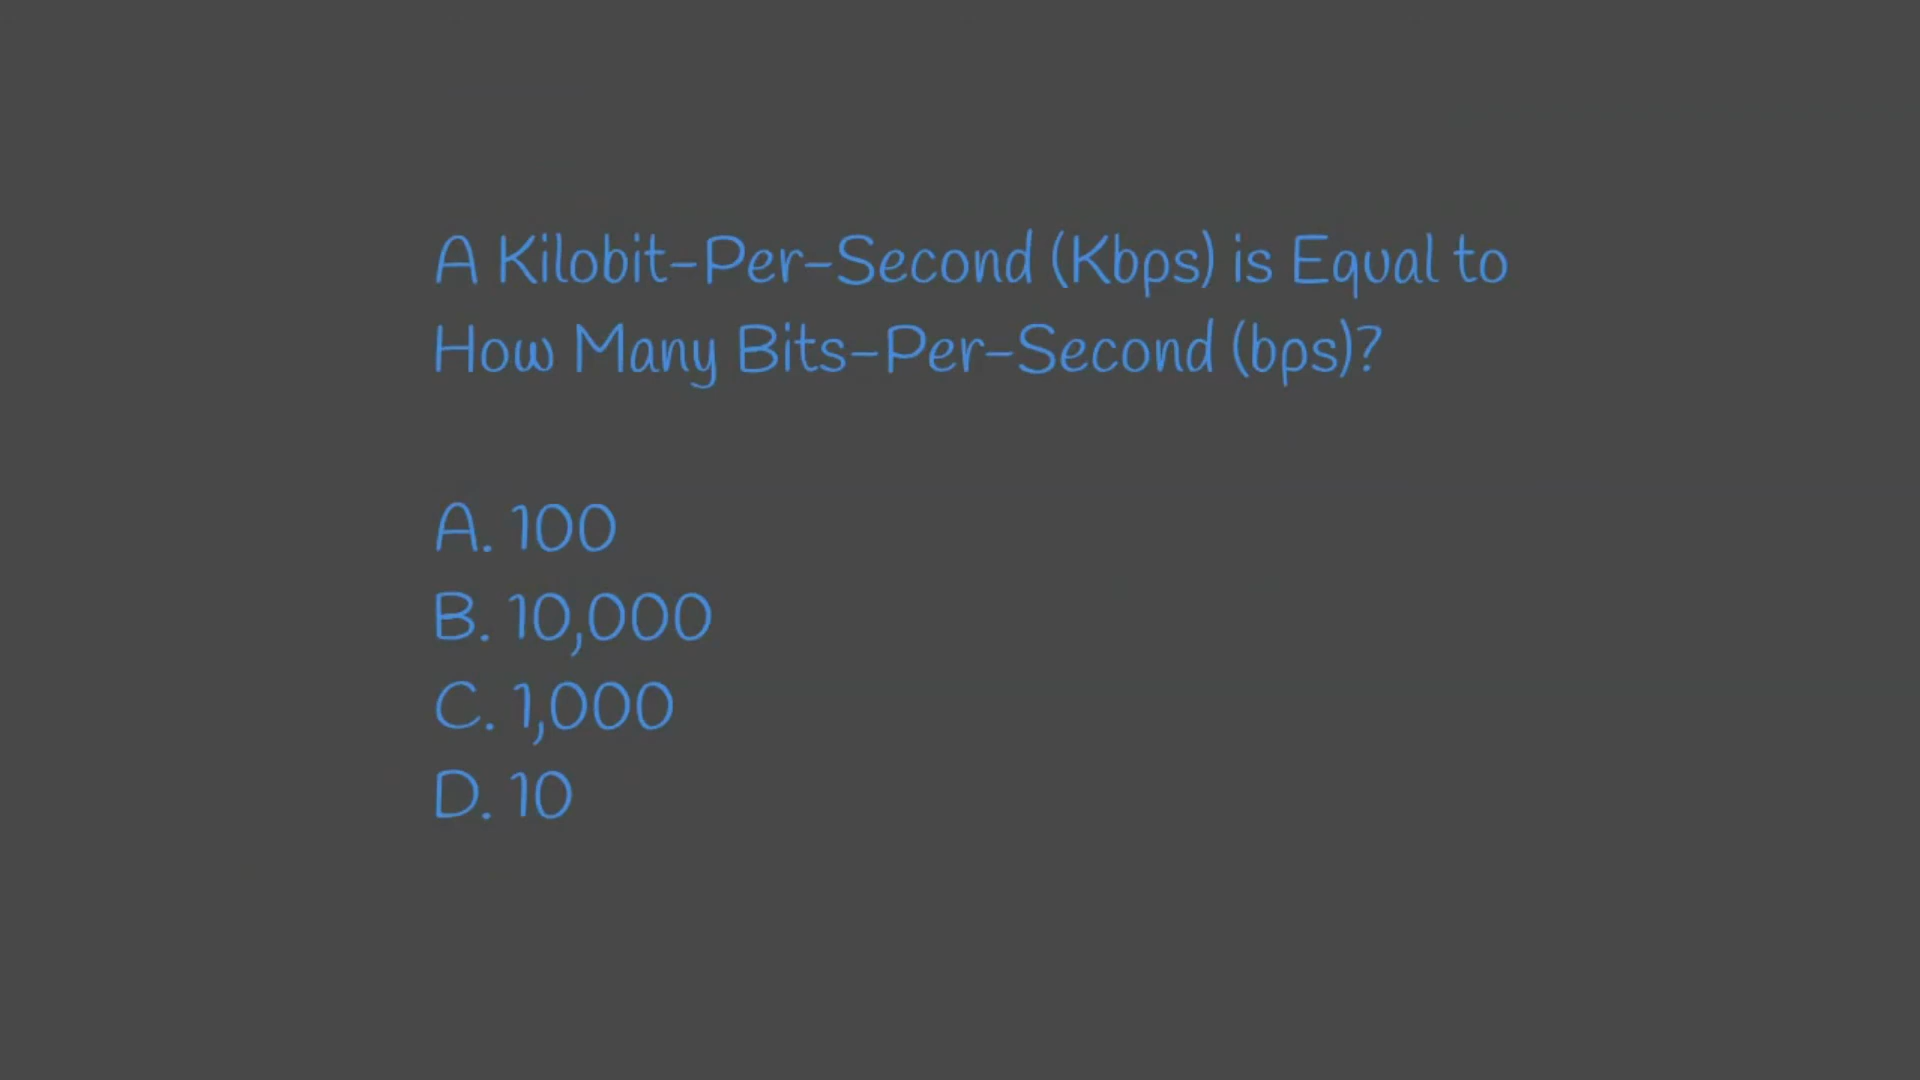 A Kilobit-Per-Second (Kbps) is Equal to
How Many Bits-Per-Second (bps)?
A. 100
B. 10,000
C. 1,000
D. 10